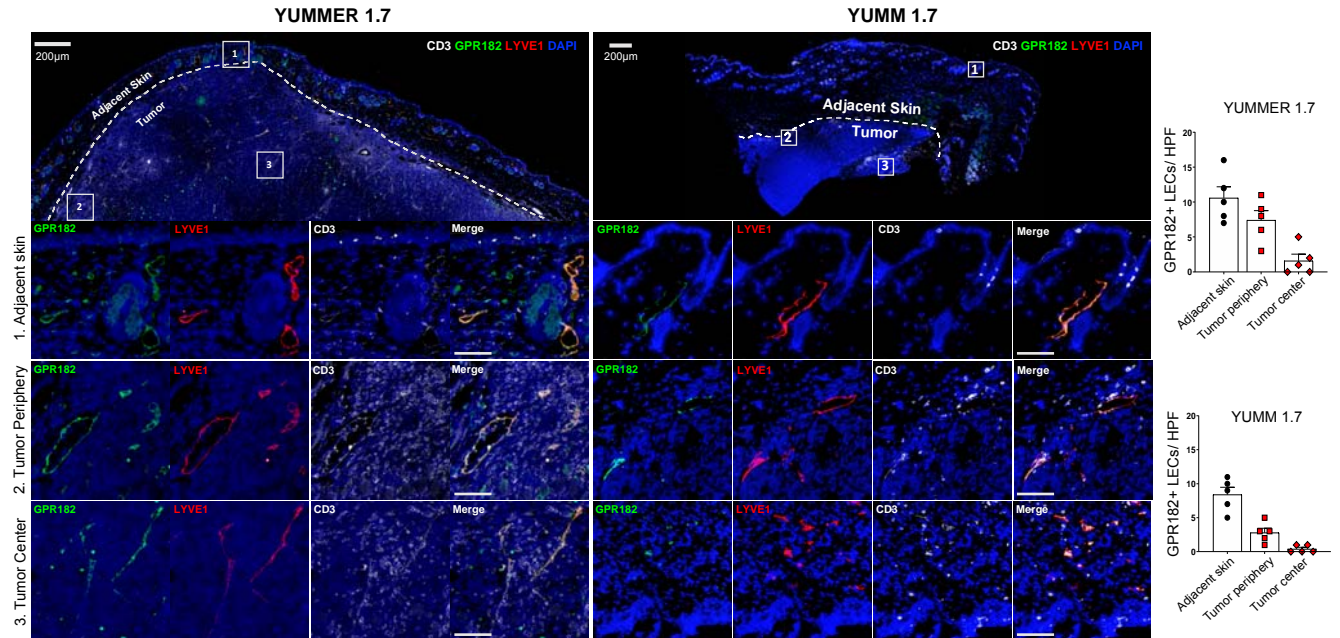 YUMMER 1.7
YUMM 1.7
200µm
CD3 GPR182 LYVE1 DAPI
1
Adjacent Skin
Tumor
2
3
200µm
CD3 GPR182 LYVE1 DAPI
1
Adjacent Skin
Tumor
2
3
1. Adjacent skin
GPR182
LYVE1
CD3
Merge
GPR182
LYVE1
CD3
Merge
2. Tumor Periphery
GPR182
LYVE1
CD3
Merge
GPR182
LYVE1
CD3
Merge
3. Tumor Center
GPR182
LYVE1
CD3
Merge
GPR182
LYVE1
CD3
Merge
YUMMER 1.7
GPR182+ LECs/ HPF
20
15
10
5
0
Adjacent skin
Tumor periphery
Tumor center
YUMM 1.7
GPR182+ LECs/ HPF
20
15
10
5
0
Adjacent skin
Tumor periphery
Tumor center